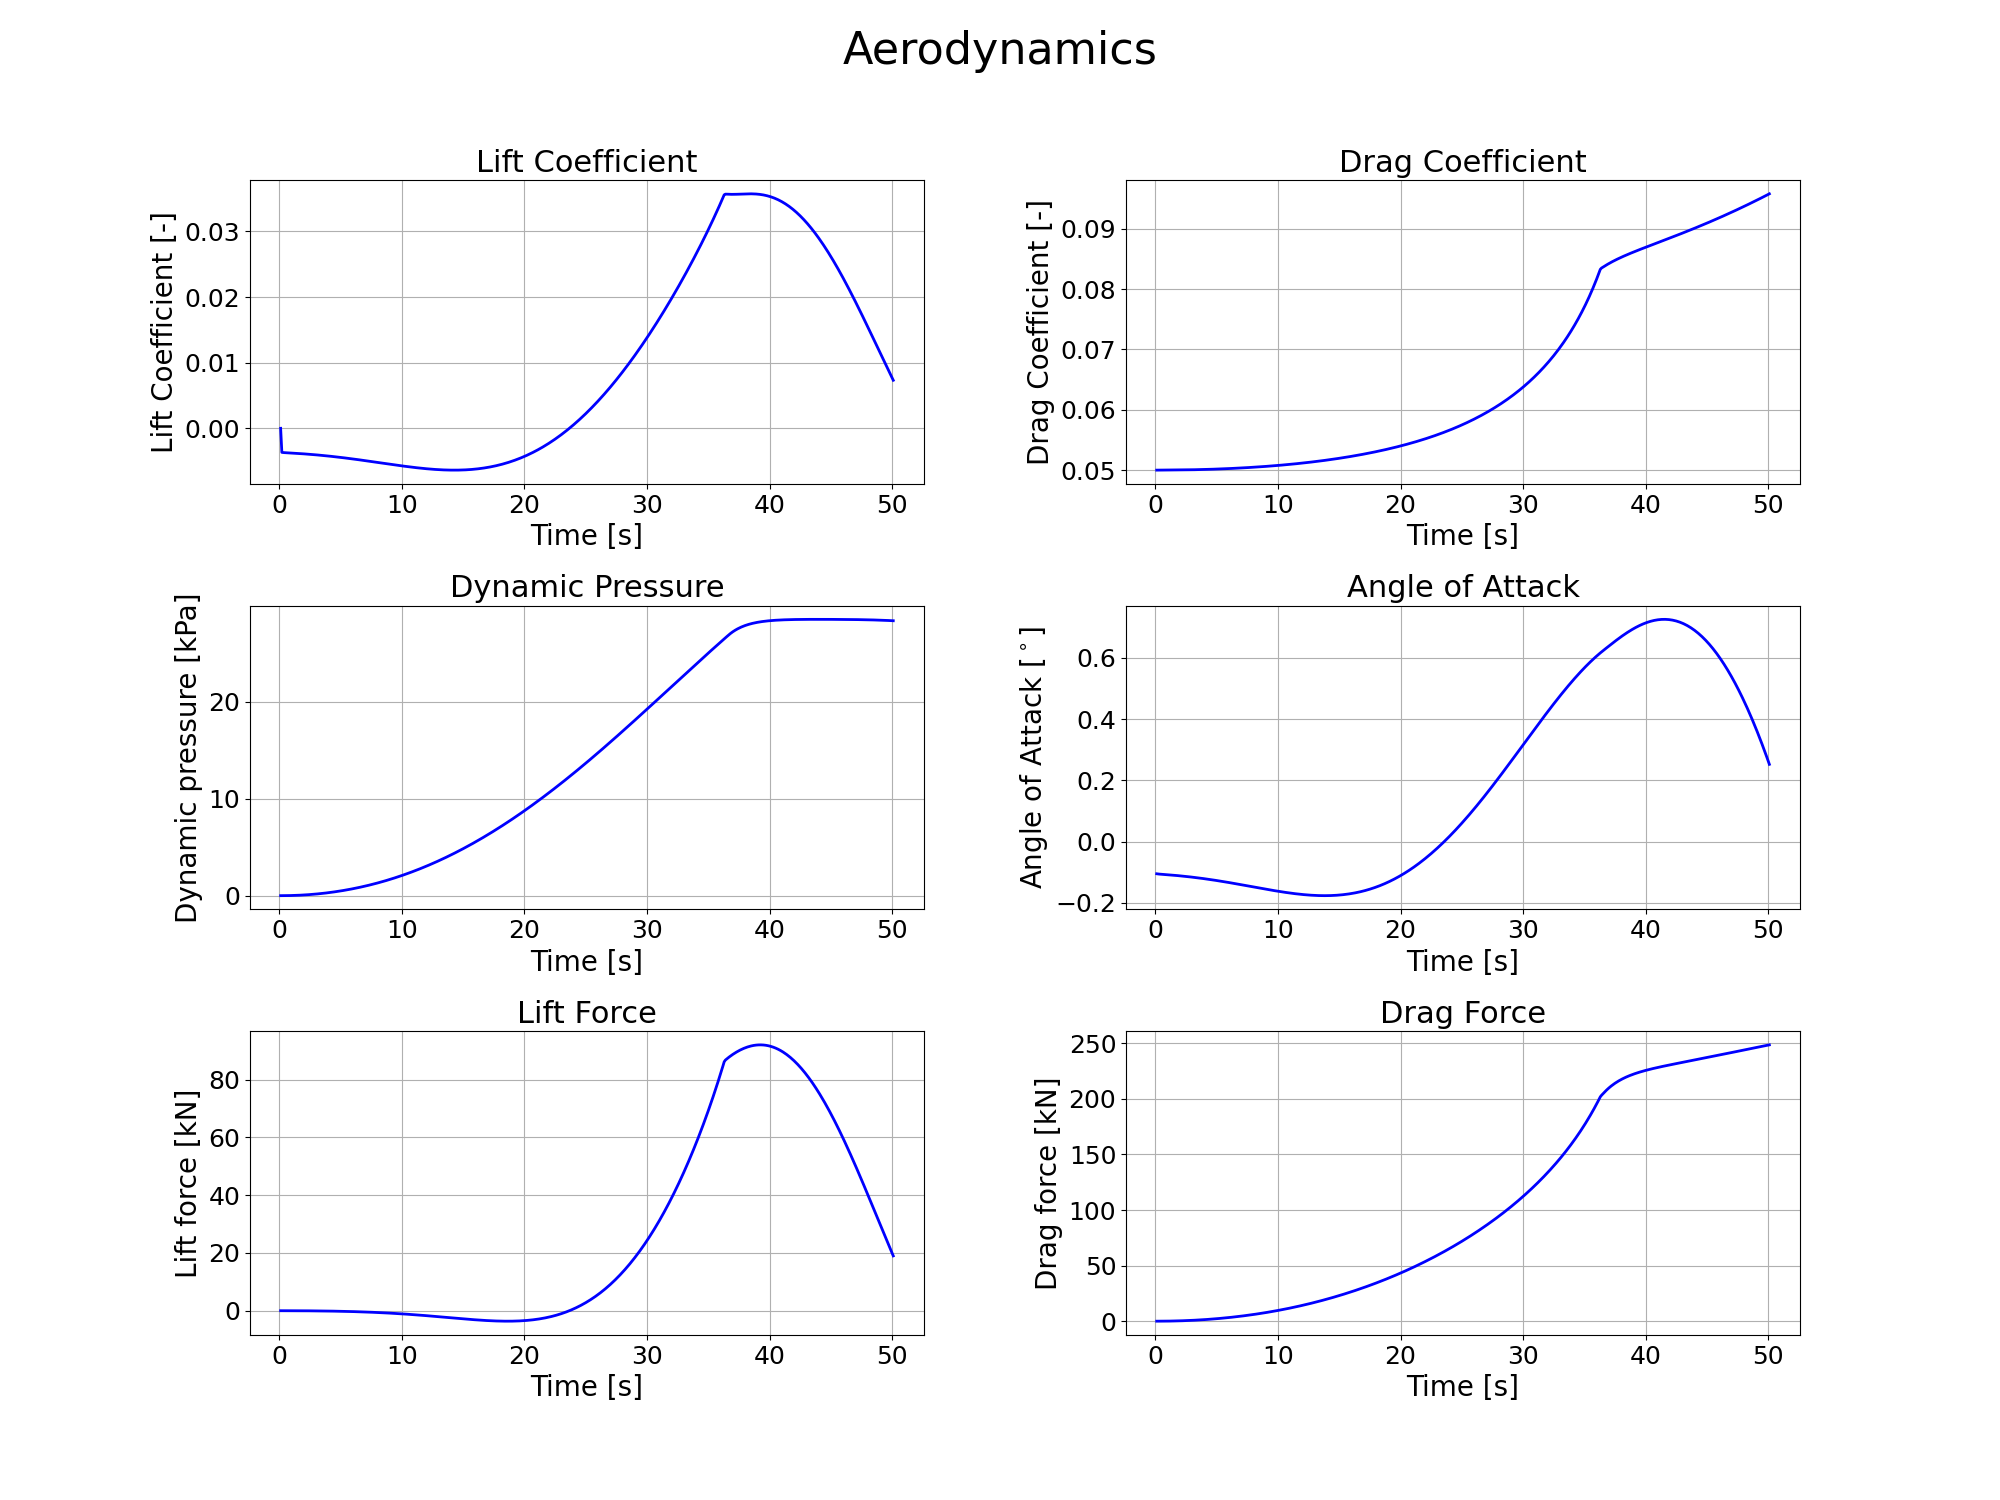 Aerodynamics
Lift Coefficient
Lift Coefficient [-]
0.03
0.02
0.01
0.00
0 10 20 30 40 50
Time [s]
Drag Coefficient
Drag Coefficient [-]
0.09
0.08
0.07
0.06
0.05
0 10 20 30 40 50
Time [s]
Dynamic Pressure
Dynamic pressure [kPa]
20
10
0
0 10 20 30 40 50
Time [s]
Angle of Attack
Angle of Attack [°]
0.6
0.4
0.2
0.0
−0.2
0 10 20 30 40 50
Time [s]
Lift Force
Lift force [kN]
80
60
40
20
0
0 10 20 30 40 50
Time [s]
Drag Force
Drag force [kN]
250
200
150
100
50
0
0 10 20 30 40 50
Time [s]